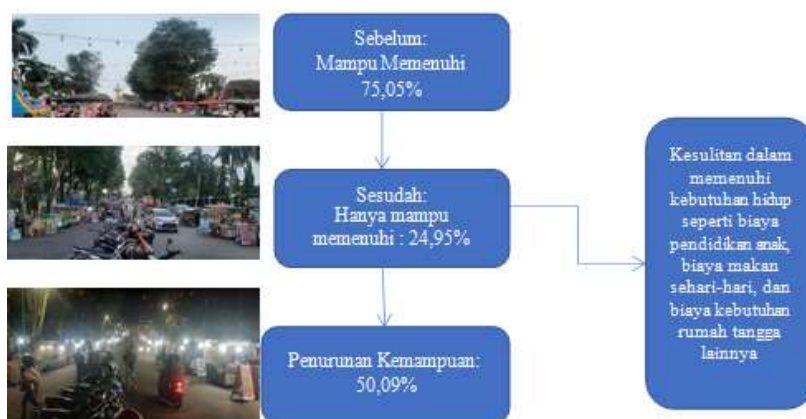 Sebelum:
Mampu Memenuhi
75,05%
Sesudah:
Hanya mampu
memenuhi : 24,95%
Penurunan Kemampuan:
50,09%
Kesulitan dalam
memenuhi
kebutuhan hidup
seperti biaya
pendidikan anak,
biaya makan
sehari-hari, dan
biaya kebutuhan
rumah tangga
lainnya